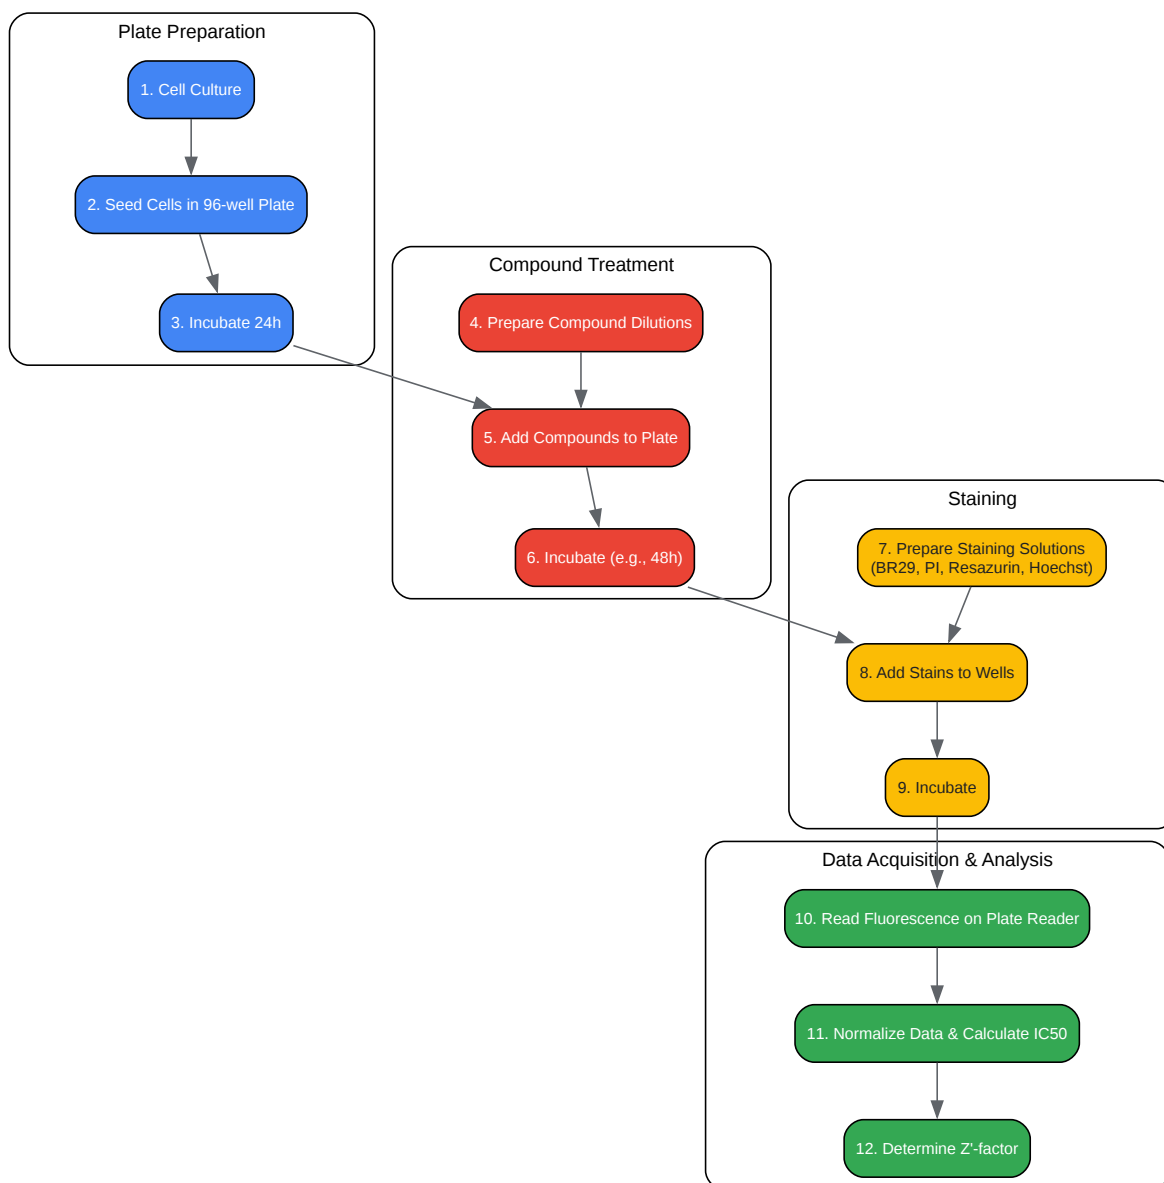 Plate Preparation
1. Cell Culture
2. Seed Cells in 96-well Plate
3. Incubate 24h
Compound Treatment
4. Prepare Compound Dilutions
5. Add Compounds to Plate
6. Incubate (e.g., 48h)
Staining
7. Prepare Staining Solutions
(BR29, PI, Resazurin, Hoechst)
8. Add Stains to Wells
9. Incubate
Data Acquisition & Analysis
10. Read Fluorescence on Plate Reader
11. Normalize Data & Calculate IC50
12. Determine Z'-factor